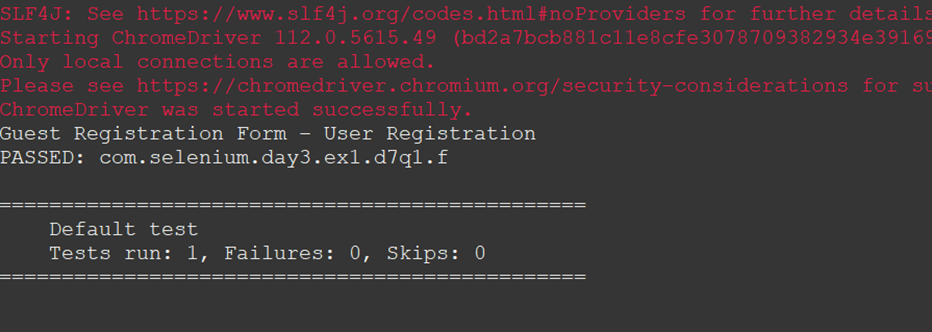 SLF4J: See https://www.slf4j.org/codes.html#noProviders for further details
Starting ChromeDriver 112.0.5615.49 (bd2a7bcb881c11e8cfe3078709382934e39169
Only local connections are allowed.
Please see https://chromedriver.chromium.org/security-considerations for su
ChromeDriver was started successfully.
Guest Registration Form – User Registration
PASSED: com.selenium.day3.ex1.d7q1.f
===============================================
Default test
Tests run: 1, Failures: 0, Skips: 0
===============================================